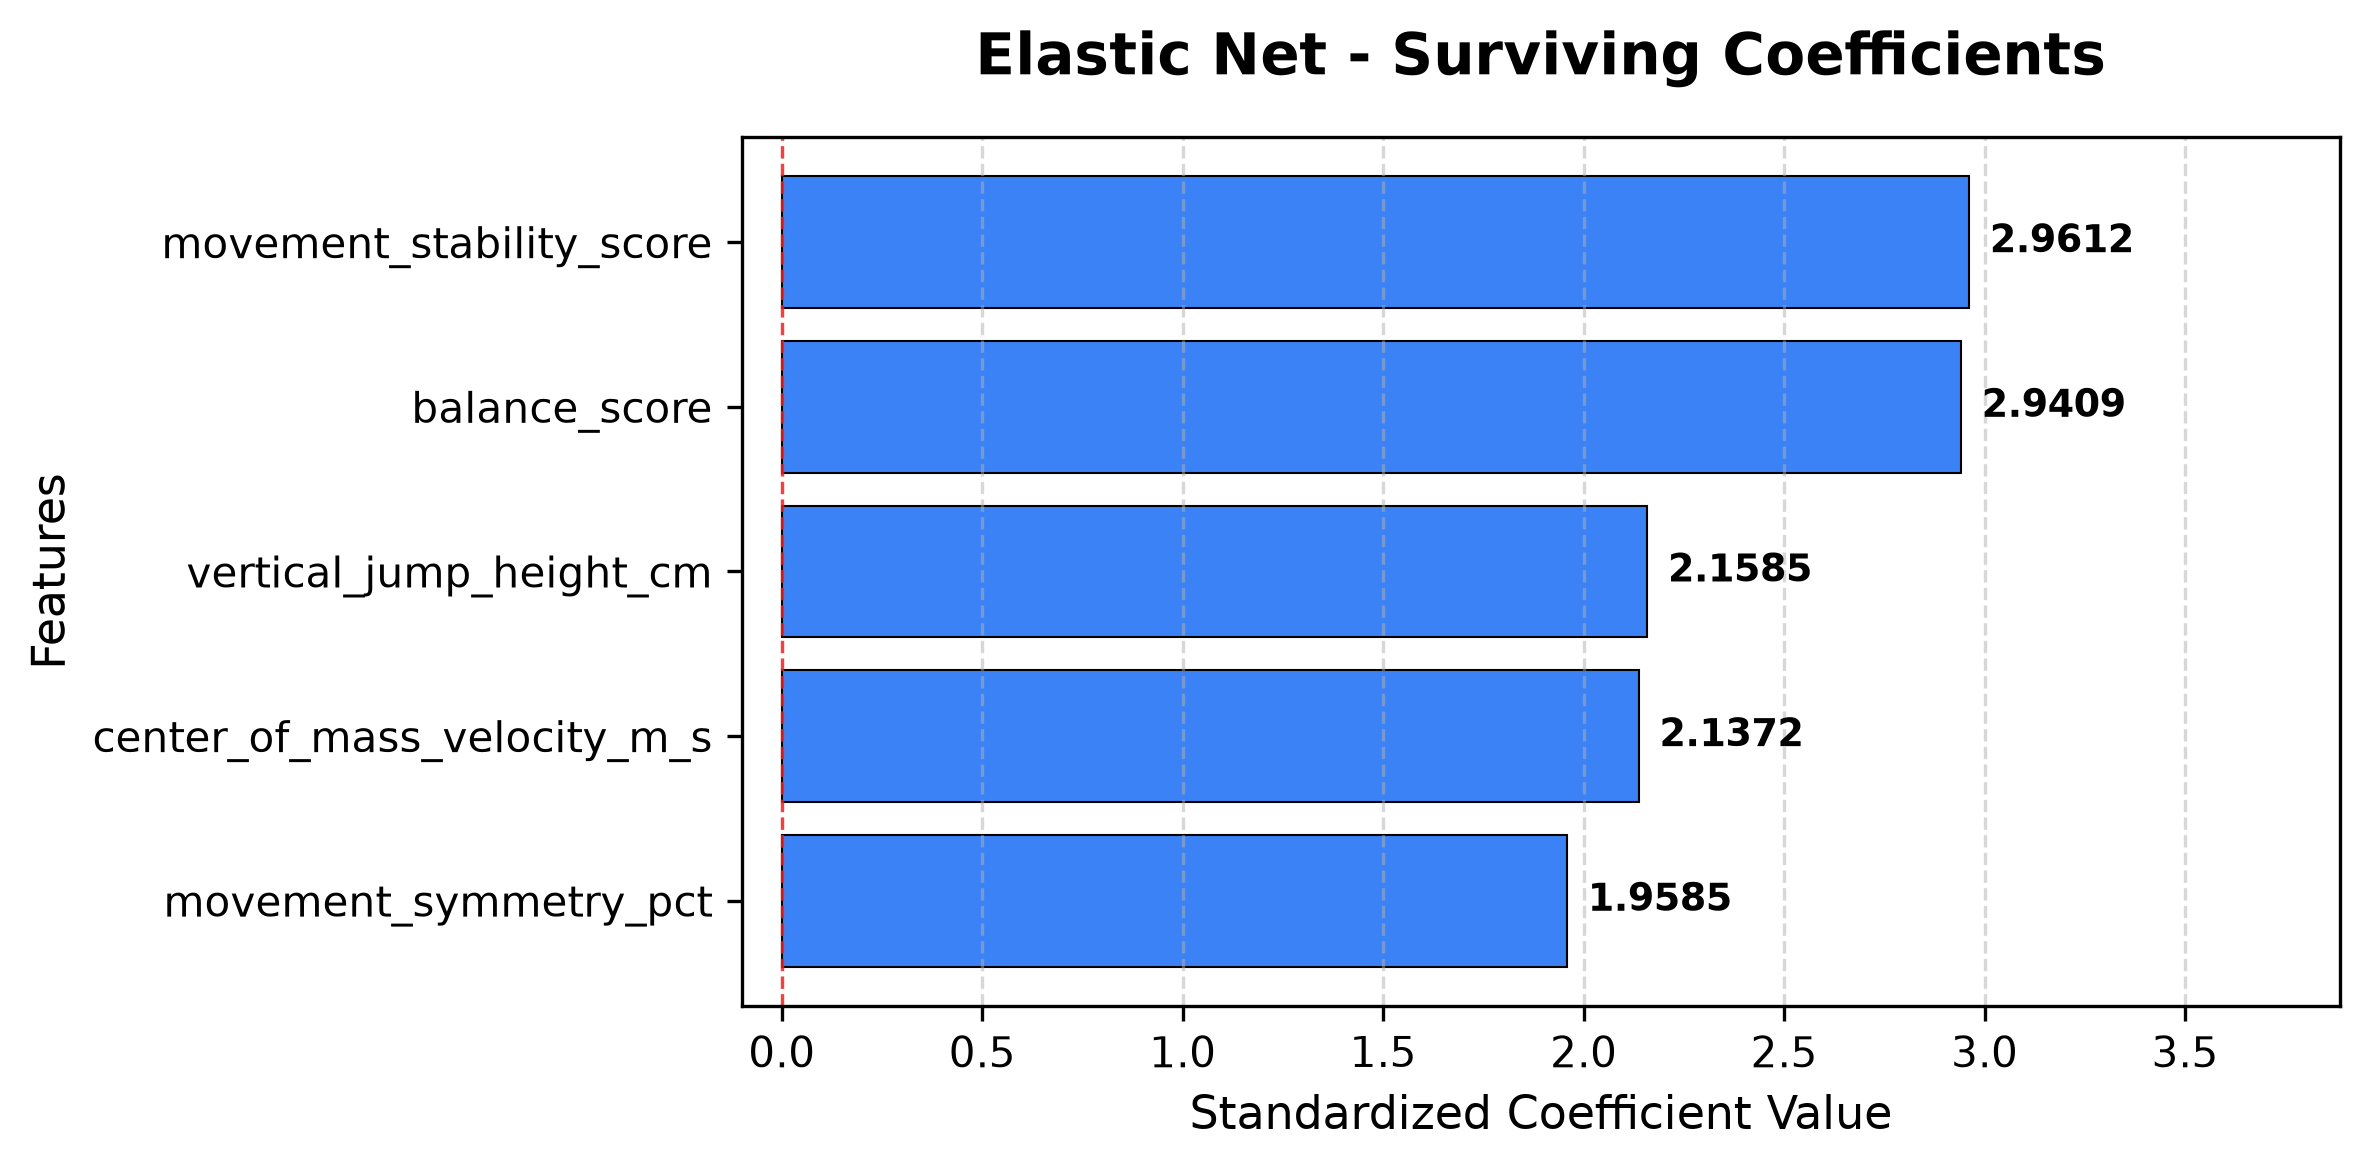 Elastic Net - Surviving Coefficients
Features
movement_stability_score
2.9612
balance_score
2.9409
vertical_jump_height_cm
2.1585
center_of_mass_velocity_m_s
2.1372
movement_symmetry_pct
1.9585
0.0 0.5 1.0 1.5 2.0 2.5 3.0 3.5
Standardized Coefficient Value